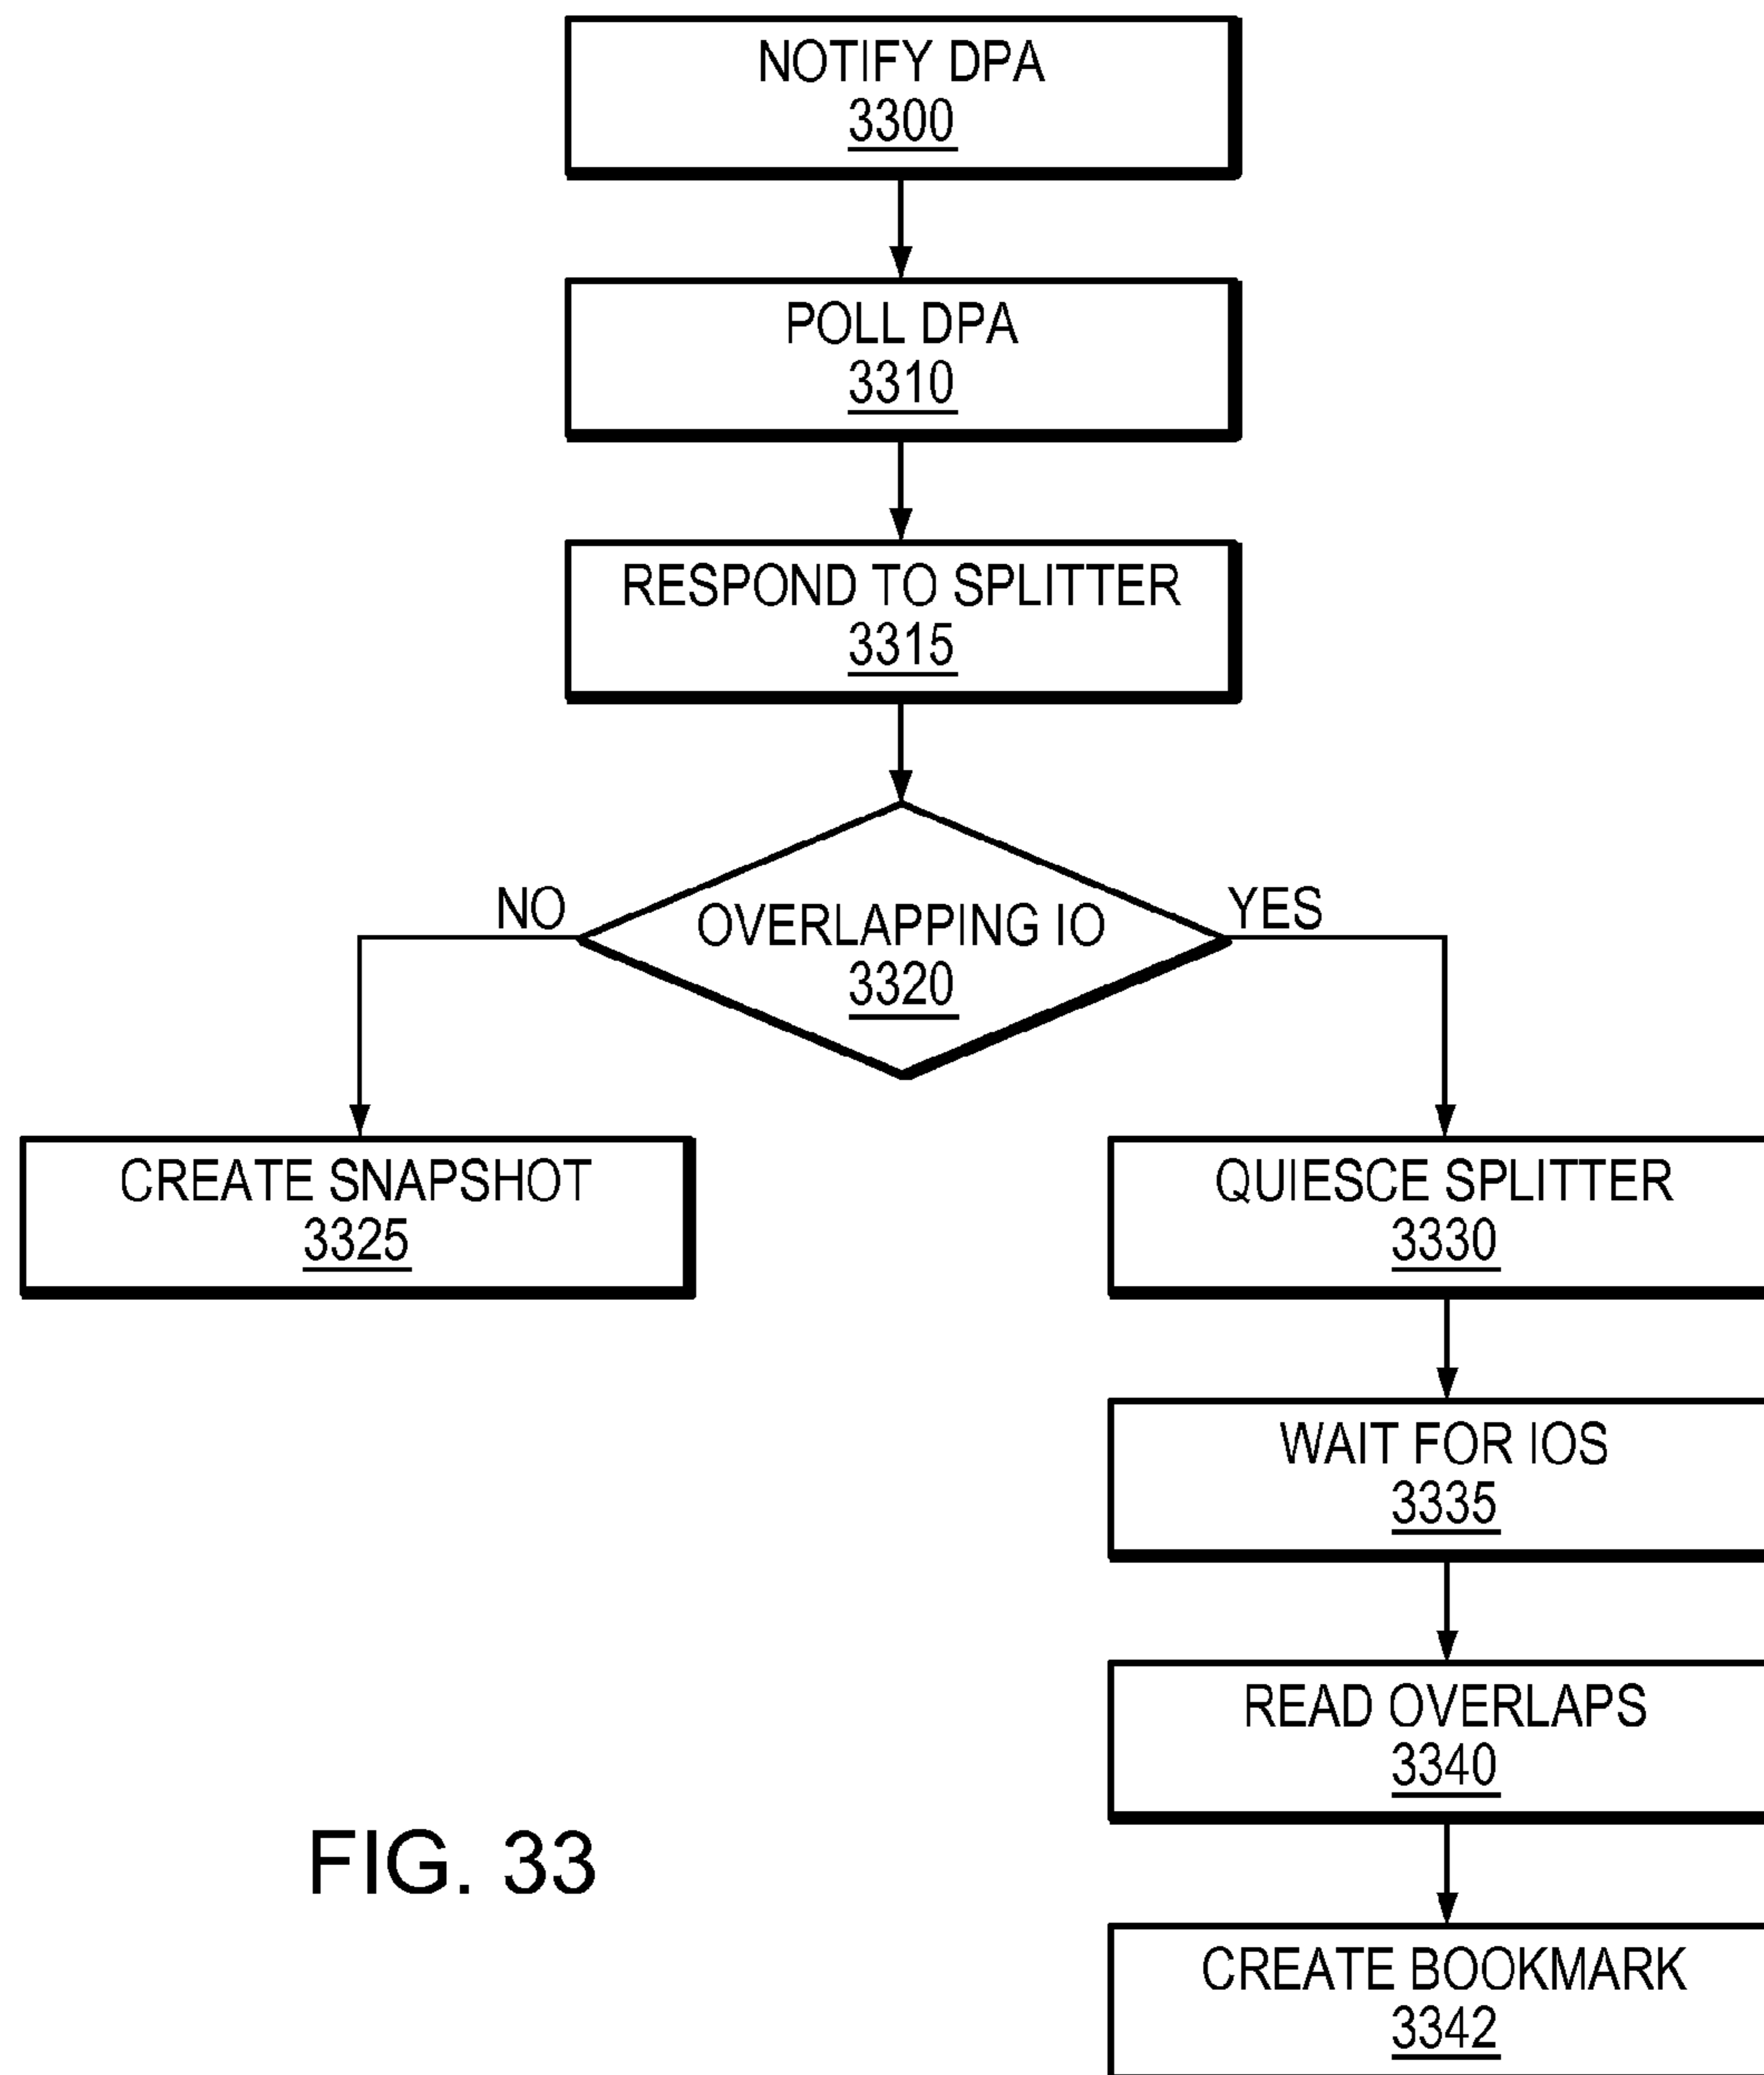 NOTIFY DPA
3300
POLL DPA
3310
RESPOND TO SPLITTER
3315
OVERLAPPING IO
3320
NO
YES
CREATE SNAPSHOT
3325
QUIESCE SPLITTER
3330
WAIT FOR IOS
3335
READ OVERLAPS
3340
CREATE BOOKMARK
3342
FIG. 33